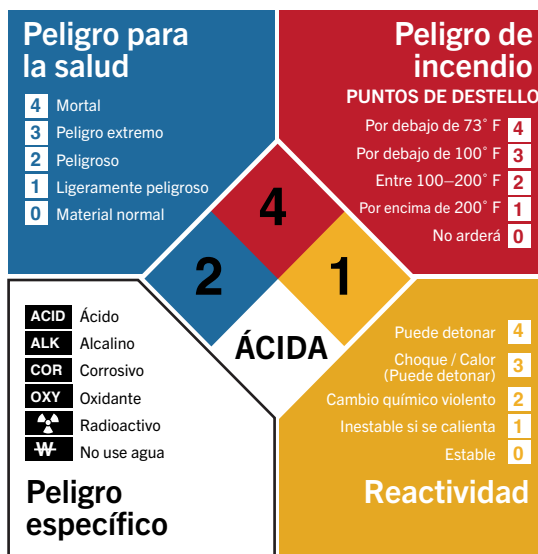 Peligro para
la salud
4 Mortal
3 Peligro extremo
2 Peligroso
1 Ligeramente peligroso
0 Material normal
Peligro de
incendio
PUNTOS DE DESTELLO
Por debajo de 73˚ F 4
Por debajo de 100˚ F 3
Entre 100–200˚ F 2
Por encima de 200˚ F 1
No arderá 0
4
2
1
ÁCIDA
ACID Ácido
ALK Alcalino
COR Corrosivo
OXY Oxidante
Radioactivo
W No use agua
Peligro
específico
Puede detonar 4
Choque / Calor
(Puede detonar) 3
Cambio químico violento 2
Inestable si se calienta 1
Estable 0
Reactividad